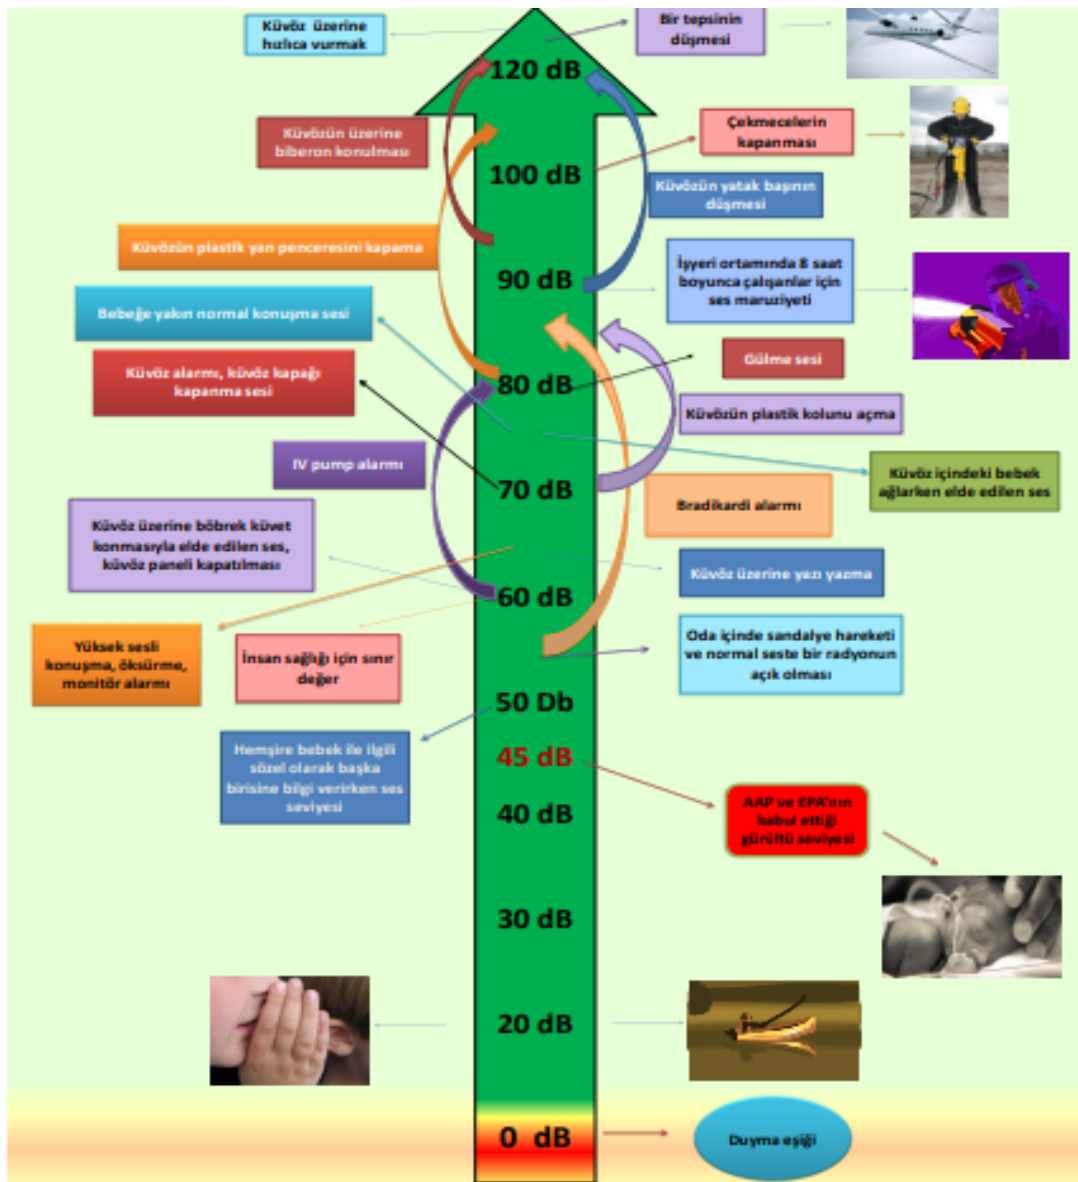 Küvöz üzerine
hızlıca vurmak
Bir tepsinin
düşmesi
120 dB
Küvözün üzerine
biberon konulması
Çekmecelerin
kapanması
100 dB
Küvözün yatak başının
düşmesi
Küvözün plastik yan penceresini kapama
90 dB
İşyeri ortamında 8 saat
boyunca çalışanlar için
ses maruziyeti
Bebeğe yakın normal konuşma sesi
Gülme sesi
Küvöz alarmı, küvöz kapağı
kapanma sesi
80 dB
Küvözün plastik kolunu açma
IV pump alarmı
70 dB
Küvöz içindeki bebek
ağlarken elde edilen ses
Bradikardi alarmı
Küvöz üzerine böbrek küvet
konmasıyla elde edilen ses,
küvöz paneli kapatılması
Küvöz üzerine yazı yazma
60 dB
Yüksek sesli
konuşma, öksürme,
monitör alarmı
İnsan sağlığı için sınır
değer
Oda içinde sandalye hareketi
ve normal seste bir radyonun
açık olması
50 Db
Hemşire bebek ile ilgili
sözel olarak başka
birisine bilgi verirken ses
seviyesi
45 dB
AAP ve EPA'nın
kabul ettiği
gürültü seviyesi
40 dB
30 dB
20 dB
0 dB
Duyma eşiği